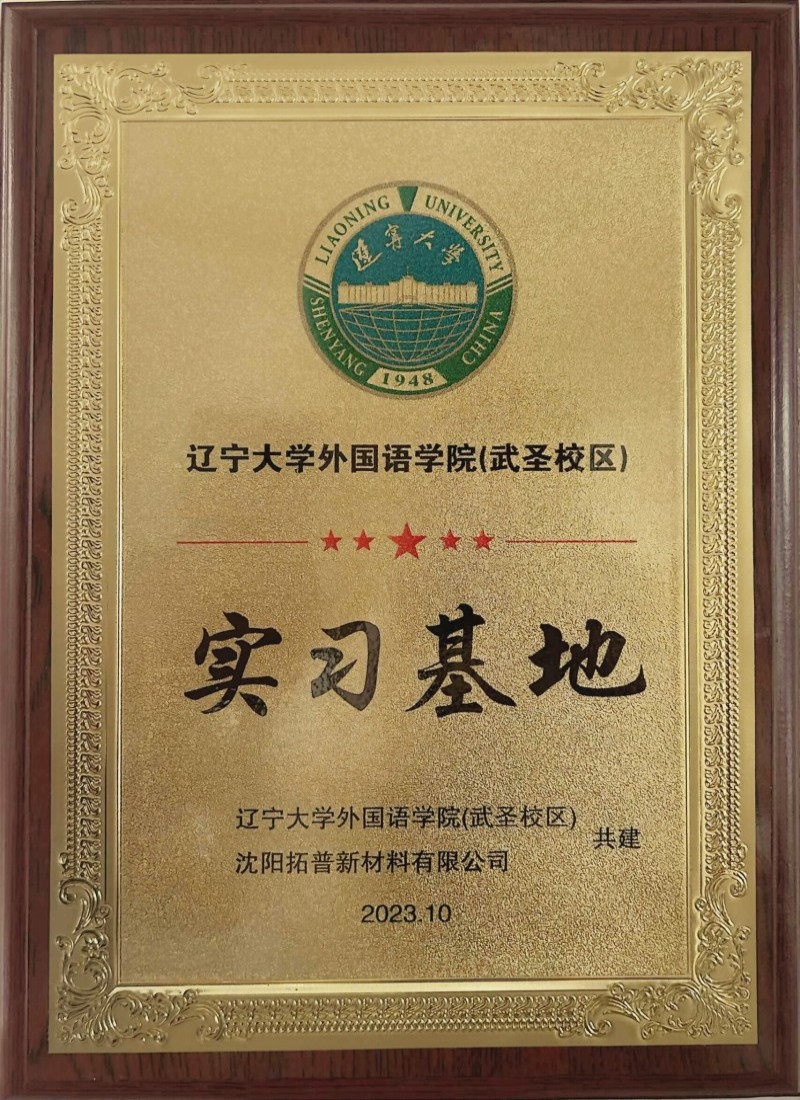 LIAONING UNIVERSITY
遼寧大学
SHENYANG 1948 CHINA
辽宁大学外国语学院(武圣校区)
实习基地
辽宁大学外国语学院(武圣校区)
沈阳拓普新材料有限公司
共建
2023.10